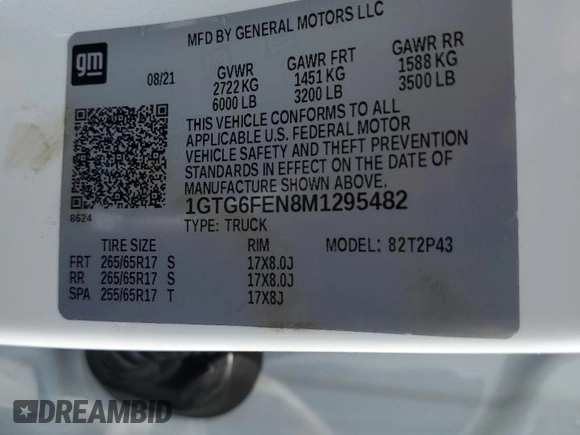 MFD BY GENERAL MOTORS LLC
gm
08/21
GVWR
2722 KG
6000 LB
GAWR FRT
1451 KG
3200 LB
GAWR RR
1588 KG
3500 LB
THIS VEHICLE CONFORMS TO ALL
APPLICABLE U.S. FEDERAL MOTOR
VEHICLE SAFETY AND THEFT PREVENTION
STANDARDS IN EFFECT ON THE DATE OF
MANUFACTURE SHOWN ABOVE.
8624
1GTG6FEN8M1295482
TYPE: TRUCK
TIRE SIZE RIM MODEL: 82T2P43
FRT 265/65R17 S 17X8.0J
RR 265/65R17 S 17X8.0J
SPA 255/65R17 T 17X8J
DREAMBID